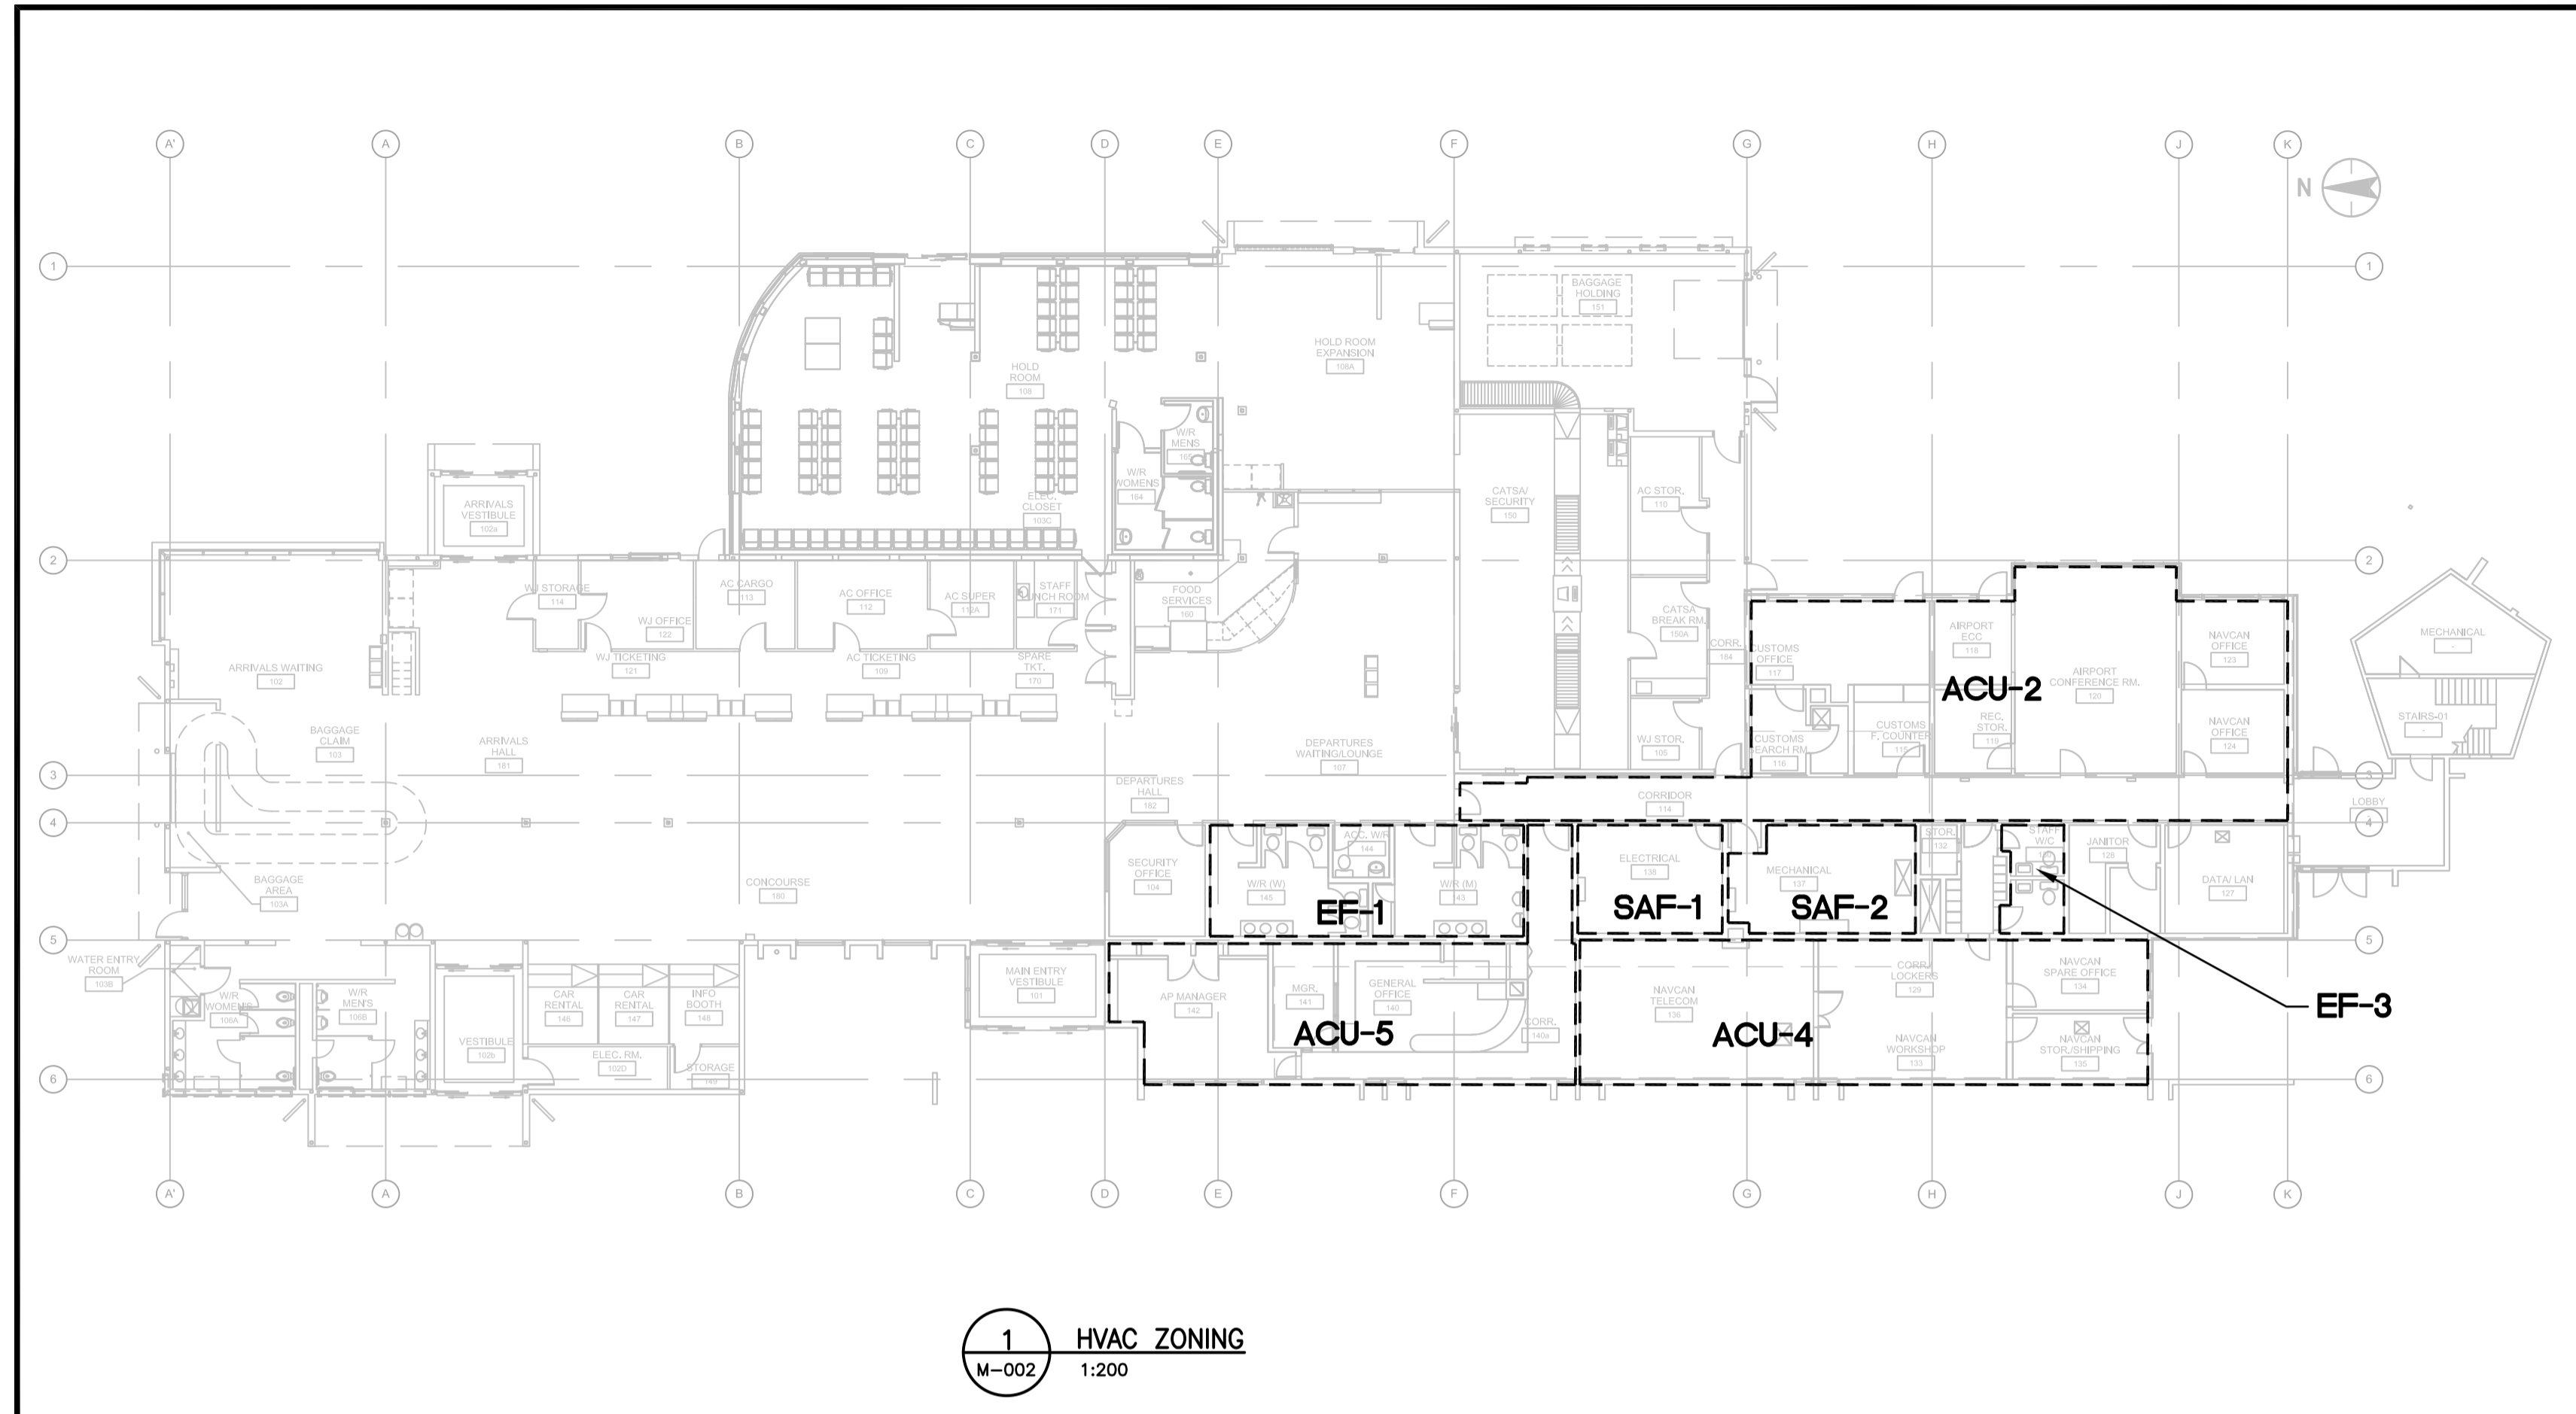 A'
A
B
C
D
E
F
G
H
J
K
N
1
1
BAGGAGE
HOLDING
151
HOLD ROOM
EXPANSION
108A
HOLD
ROOM
108
W/R
MENS
165
W/R
WOMENS
164
ELEC.
CLOSET
103C
CATSA/
SECURITY
150
AC STOR.
110
ARRIVALS
VESTIBULE
102a
2
2
WJ STORAGE
114
WJ OFFICE
122
AC CARGO
113
AC OFFICE
112
AC SUPER
112A
STAFF
LUNCH ROOM
171
FOOD
SERVICES
160
CATSA
BREAK RM.
150A
CORR.
184
CUSTOMS
OFFICE
117
AIRPORT
ECC
118
AIRPORT
CONFERENCE RM.
120
NAVCAN
OFFICE
123
MECHANICAL
-
ACU-2
ARRIVALS WAITING
102
WJ TICKETING
121
AC TICKETING
109
SPARE
TKT.
170
BAGGAGE
CLAIM
103
ARRIVALS
HALL
181
DEPARTURES
WAITING/LOUNGE
107
WJ STOR.
105
CUSTOMS
SEARCH RM.
116
CUSTOMS
F. COUNTER
115
REC.
STOR.
119
NAVCAN
OFFICE
124
STAIRS-01
-
3
3
DEPARTURES
HALL
182
CORRIDOR
114
LOBBY
-
4
4
SECURITY
OFFICE
104
ACC. W/R
144
W/R (W)
145
W/R (M)
143
EF-1
ELECTRICAL
138
SAF-1
MECHANICAL
137
SAF-2
STOR.
132
STAFF
W/C
JANITOR
128
DATA/ LAN
127
BAGGAGE
AREA
103A
CONCOURSE
180
5
5
WATER ENTRY
ROOM
103B
W/R
WOMEN'S
106A
W/R
MEN'S
106B
VESTIBULE
102b
CAR
RENTAL
146
CAR
RENTAL
147
INFO
BOOTH
148
ELEC. RM.
102D
STORAGE
149
MAIN ENTRY
VESTIBULE
101
AP MANAGER
142
MGR.
141
GENERAL
OFFICE
140
ACU-5
CORR.
140a
NAVCAN
TELECOM
136
ACU-4
CORR./
LOCKERS
129
NAVCAN
WORKSHOP
133
NAVCAN
SPARE OFFICE
134
NAVCAN
STOR./SHIPPING
135
EF-3
6
6
A'
A
B
C
D
E
F
G
H
J
K
1
M-002
HVAC ZONING
1:200